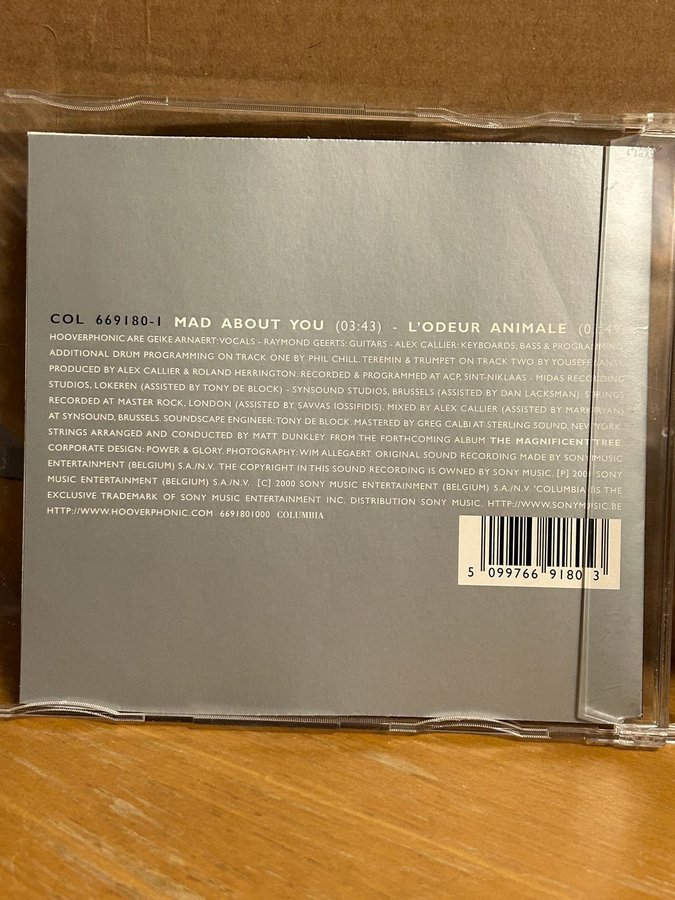 COL 669180-1 MAD ABOUT YOU (03:43) - L'ODEUR ANIMALE
HOOVERPHONIC ARE GEIKE ARNAERT: VOCALS - RAYMOND GEERTS: GUITARS - ALEX CALLIER: KEYBOARDS, BASS & PROGRAMMING
ADDITIONAL DRUM PROGRAMMING ON TRACK ONE BY PHIL CHILL. TEREMIN & TRUMPET ON TRACK TWO BY YOUSEF
PRODUCED BY ALEX CALLIER & ROLAND HERRINGTON. RECORDED & PROGRAMMED AT ACP, SINT-NIKLAAS - MIDAS RECORDING
STUDIOS, LOKEREN (ASSISTED BY TONY DE BLOCK) - SYNSOUND STUDIOS, BRUSSELS (ASSISTED BY DAN LACKSMAN). STRINGS
RECORDED AT MASTER ROCK, LONDON (ASSISTED BY SAVVAS IOSSIFIDIS). MIXED BY ALEX CALLIER (ASSISTED BY MARK RYAN)
AT SYNSOUND, BRUSSELS. SOUNDSCAPE ENGINEER: TONY DE BLOCK. MASTERED BY GREG CALBI AT STERLING SOUND, NEW YORK.
STRINGS ARRANGED AND CONDUCTED BY MATT DUNKLEY. FROM THE FORTHCOMING ALBUM THE MAGNIFICENT TREE.
CORPORATE DESIGN: POWER & GLORY. PHOTOGRAPHY: WIM ALLEGAERT. ORIGINAL SOUND RECORDING MADE BY SONY MUSIC
ENTERTAINMENT (BELGIUM) S.A./N.V. THE COPYRIGHT IN THIS SOUND RECORDING IS OWNED BY SONY MUSIC. [P] 2000 SONY
MUSIC ENTERTAINMENT (BELGIUM) S.A./N.V. [C] 2000 SONY MUSIC ENTERTAINMENT (BELGIUM) S.A./N.V. 'COLUMBIA' IS THE
EXCLUSIVE TRADEMARK OF SONY MUSIC ENTERTAINMENT INC. DISTRIBUTION SONY MUSIC. HTTP://WWW.SONYMUSIC.BE
HTTP://WWW.HOOVERPHONIC.COM 6691801000 COLUMBIA
5 099766 918031